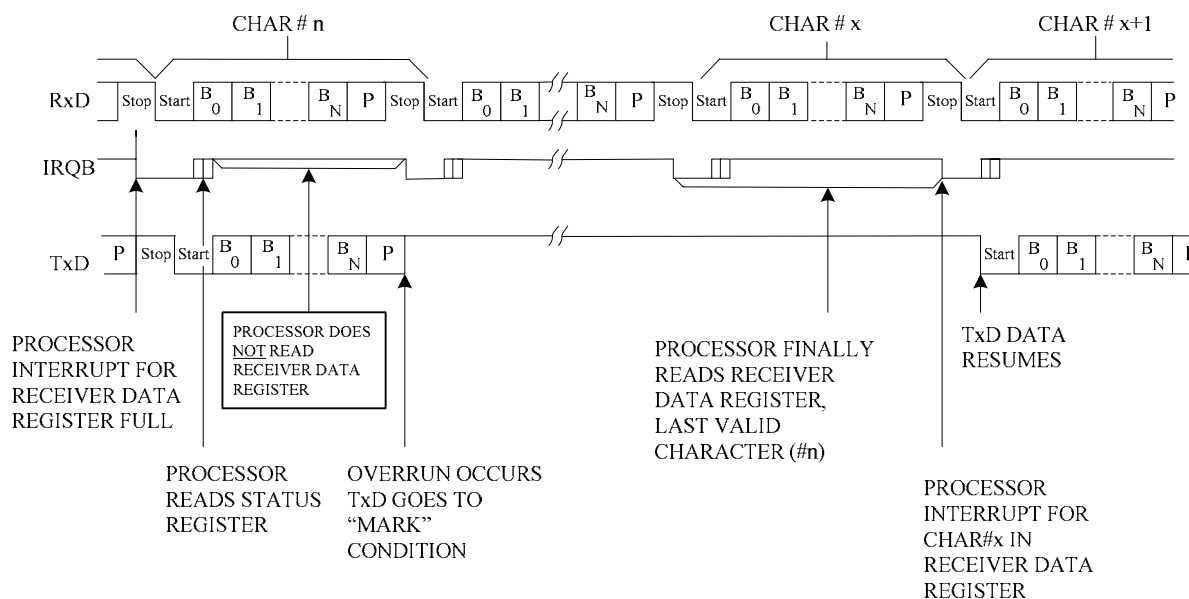 CHAR # n
CHAR # x
CHAR # x+1
RxD
Stop Start B0 B1 BN P Stop Start B0 B1 BN P Stop Start B0 B1 BN P Stop Start B0 B1 BN P
IRQB
TxD
P Stop Start B0 B1 BN P Start B0 B1 BN P
PROCESSOR
INTERRUPT FOR
RECEIVER DATA
REGISTER FULL
PROCESSOR DOES
NOT READ
RECEIVER DATA
REGISTER
PROCESSOR FINALLY
READS RECEIVER
DATA REGISTER,
LAST VALID
CHARACTER (#n)
TxD DATA
RESUMES
PROCESSOR
READS STATUS
REGISTER
OVERRUN OCCURS
TxD GOES TO
“MARK”
CONDITION
PROCESSOR
INTERRUPT FOR
CHAR#x IN
RECEIVER DATA
REGISTER